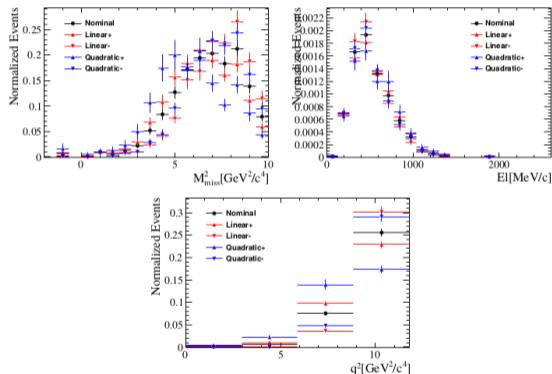 Normalized Events
0.25
0.2
0.15
0.1
0.05
0
Nominal
Linear+
Linear-
Quadratic+
Quadratic-
0 5 10
M²miss[GeV²/c⁴]
Normalized Events
0.0022
0.002
0.0018
0.0016
0.0014
0.0012
0.001
0.0008
0.0006
0.0004
0.0002
0
Nominal
Linear+
Linear-
Quadratic+
Quadratic-
0 1000 2000
El[MeV/c]
Normalized Events
0.3
0.25
0.2
0.15
0.1
0.05
0
Nominal
Linear+
Linear-
Quadratic+
Quadratic-
0 5 10
q²[GeV²/c⁴]